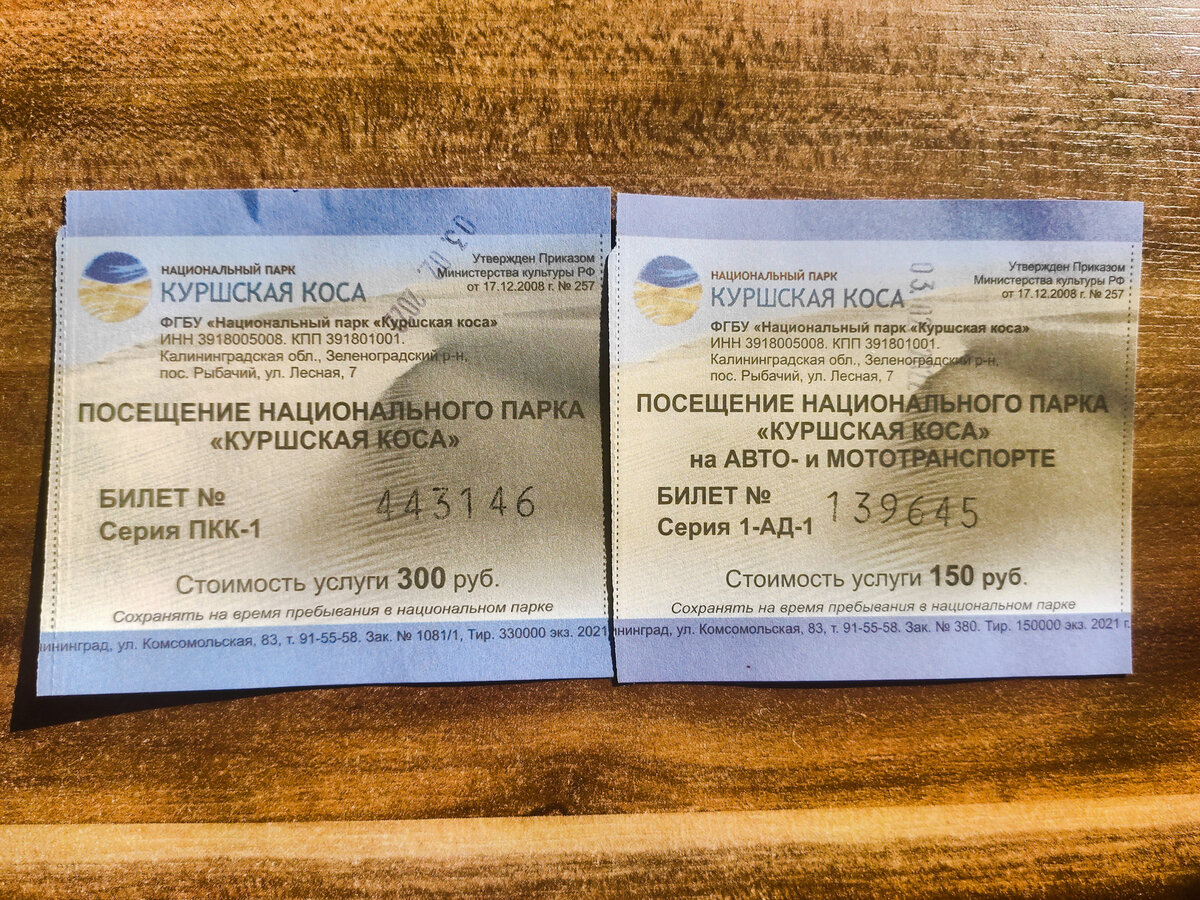 НАЦИОНАЛЬНЫЙ ПАРК
КУРШСКАЯ КОСА
03 02 2022
Утвержден Приказом
Министерства культуры РФ
от 17.12.2008 г. № 257
ФГБУ «Национальный парк «Куршская коса»
ИНН 3918005008. КПП 391801001.
Калининградская обл., Зеленоградский р-н,
пос. Рыбачий, ул. Лесная, 7
ПОСЕЩЕНИЕ НАЦИОНАЛЬНОГО ПАРКА
«КУРШСКАЯ КОСА»
БИЛЕТ № 443146
Серия ПКК-1
Стоимость услуги 300 руб.
Сохранять на время пребывания в национальном парке
ининград, ул. Комсомольская, 83, т. 91-55-58. Зак. № 1081/1, Тир. 330000 экз. 2021
НАЦИОНАЛЬНЫЙ ПАРК
КУРШСКАЯ КОСА
Утвержден Приказом
Министерства культуры РФ
от 17.12.2008 г. № 257
ФГБУ «Национальный парк «Куршская коса»
ИНН 3918005008. КПП 391801001.
Калининградская обл., Зеленоградский р-н,
пос. Рыбачий, ул. Лесная, 7
ПОСЕЩЕНИЕ НАЦИОНАЛЬНОГО ПАРКА
«КУРШСКАЯ КОСА»
на АВТО- и МОТОТРАНСПОРТЕ
БИЛЕТ № 139645
Серия 1-АД-1
Стоимость услуги 150 руб.
Сохранять на время пребывания в национальном парке
ининград, ул. Комсомольская, 83, т. 91-55-58. Зак. № 380. Тир. 150000 экз. 2021 г.